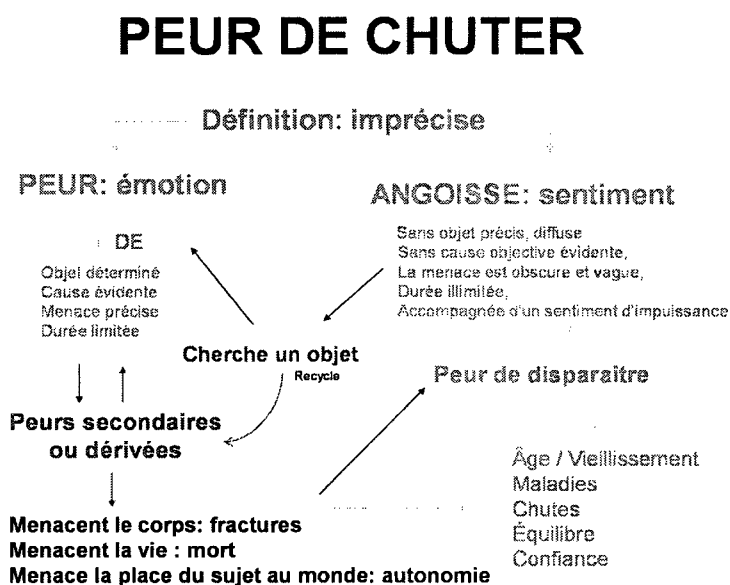 PEUR DE CHUTER
Définition: imprécise
PEUR: émotion
DE
Objet déterminé
Cause évidente
Menace précise
Durée limitée
ANGOISSE: sentiment
Sans objet précis, diffuse
Sans cause objective évidente,
La menace est obscure et vague,
Durée illimitée,
Accompagnée d'un sentiment d'impuissance
Cherche un objet
Recycle
Peur de disparaitre
Peurs secondaires
ou dérivées
Menacent le corps: fractures
Menacent la vie : mort
Menace la place du sujet au monde: autonomie
Âge / Vieillissement
Maladies
Chutes
Équilibre
Confiance